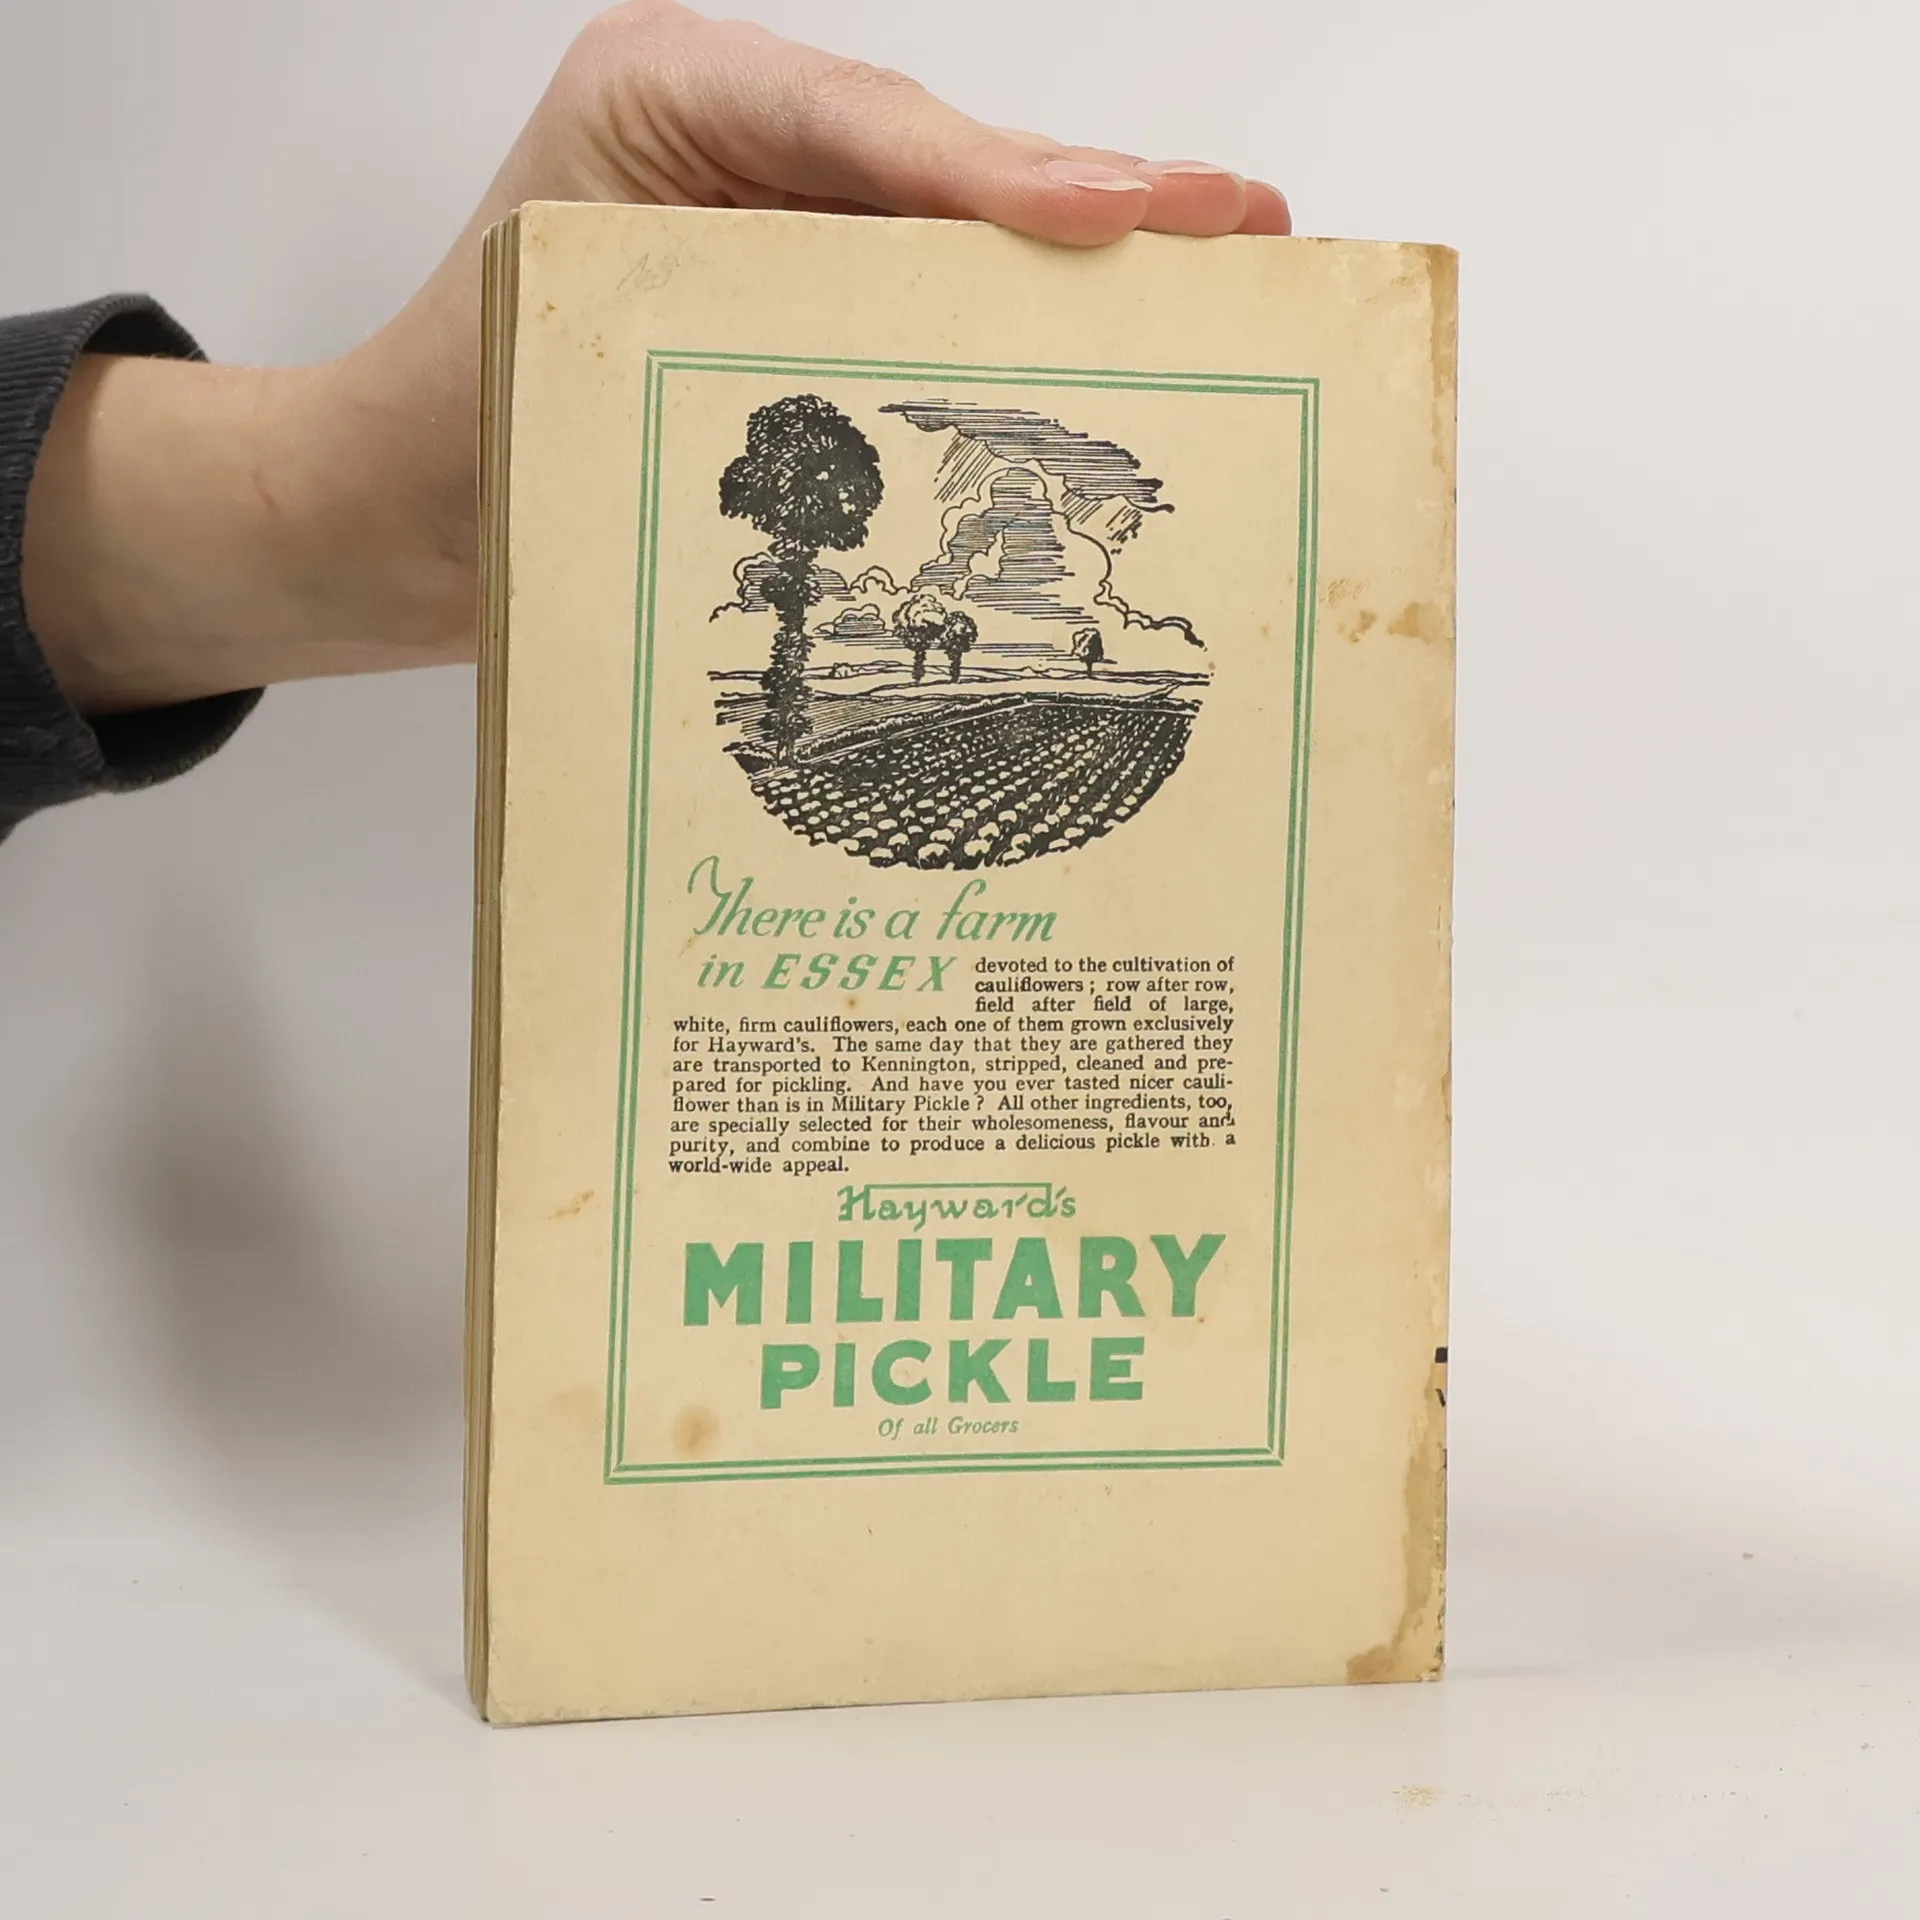 There is a farm
in ESSEX devoted to the cultivation of
cauliflowers ; row after row,
field after field of large,
white, firm cauliflowers, each one of them grown exclusively
for Hayward's. The same day that they are gathered they
are transported to Kennington, stripped, cleaned and pre-
pared for pickling. And have you ever tasted nicer cauli-
flower than is in Military Pickle ? All other ingredients, too,
are specially selected for their wholesomeness, flavour and
purity, and combine to produce a delicious pickle with a
world-wide appeal.
Hayward's
MILITARY
PICKLE
Of all Grocers